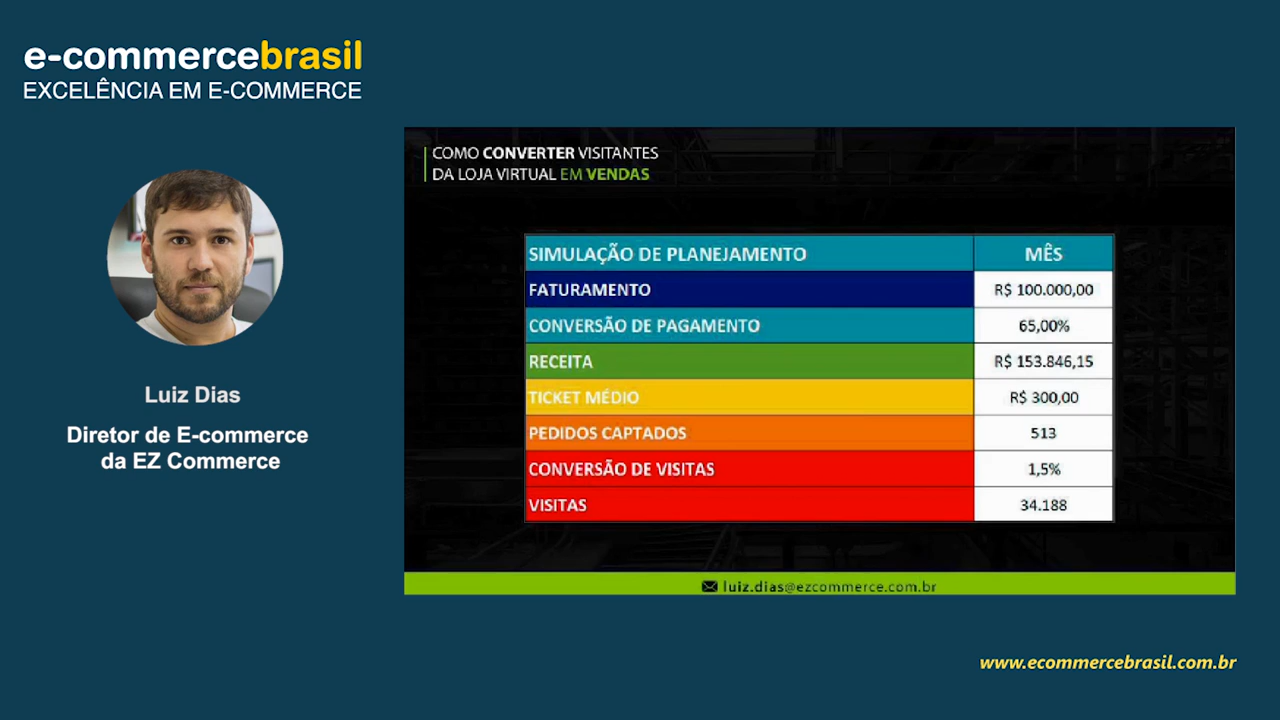 e-commercebrasil
EXCELÊNCIA EM E-COMMERCE
Luiz Dias
Diretor de E-commerce
da EZ Commerce
COMO CONVERTER VISITANTES
DA LOJA VIRTUAL EM VENDAS
SIMULAÇÃO DE PLANEJAMENTO MÊS
FATURAMENTO R$ 100.000,00
CONVERSÃO DE PAGAMENTO 65,00%
RECEITA R$ 153.846,15
TICKET MÉDIO R$ 300,00
PEDIDOS CAPTADOS 513
CONVERSÃO DE VISITAS 1,5%
VISITAS 34.188
luiz.dias@ezcommerce.com.br
www.ecommercebrasil.com.br